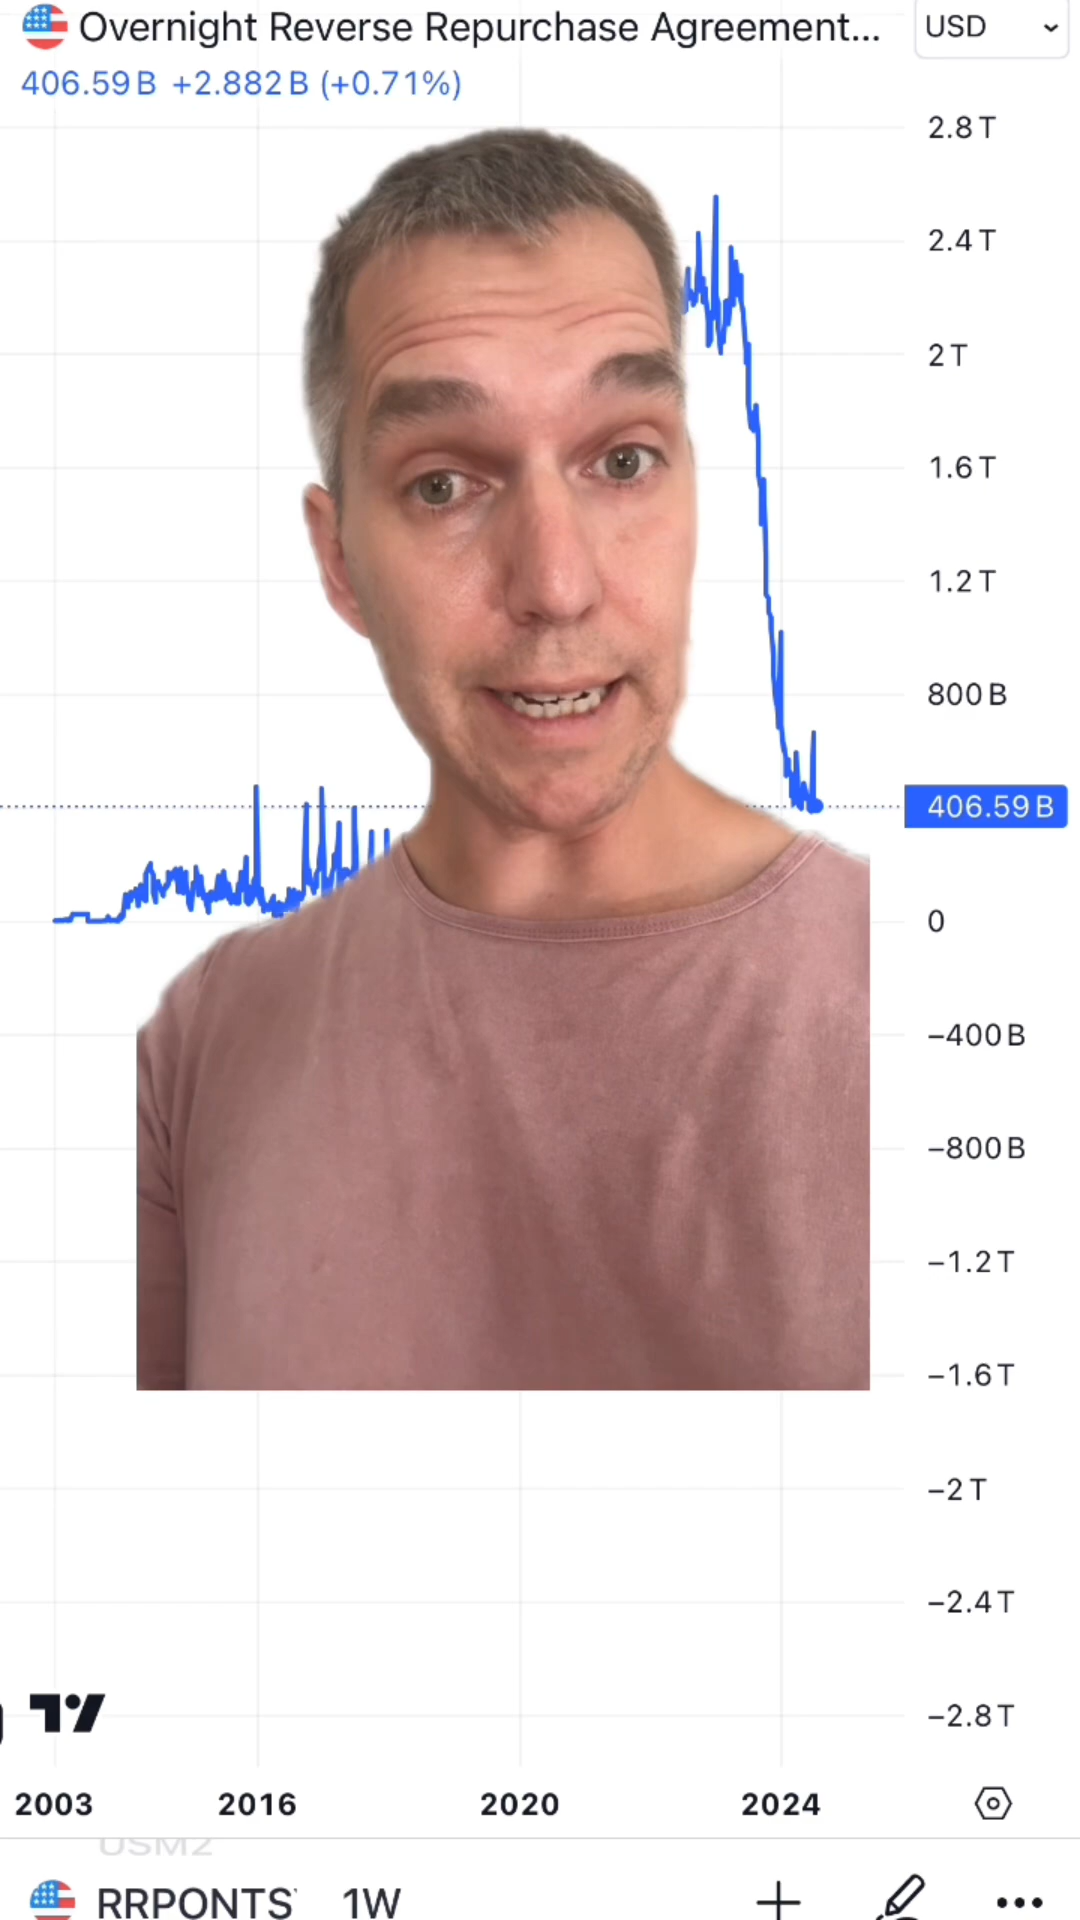 Overnight Reverse Repurchase Agreement...
USD
406.59 B +2.882 B (+0.71%)
2.8 T
2.4 T
2 T
1.6 T
1.2 T
800 B
406.59 B
0
−400 B
−800 B
−1.2 T
−1.6 T
−2 T
−2.4 T
−2.8 T
2003 2016 2020 2024
USM2
RRPONTS 1W